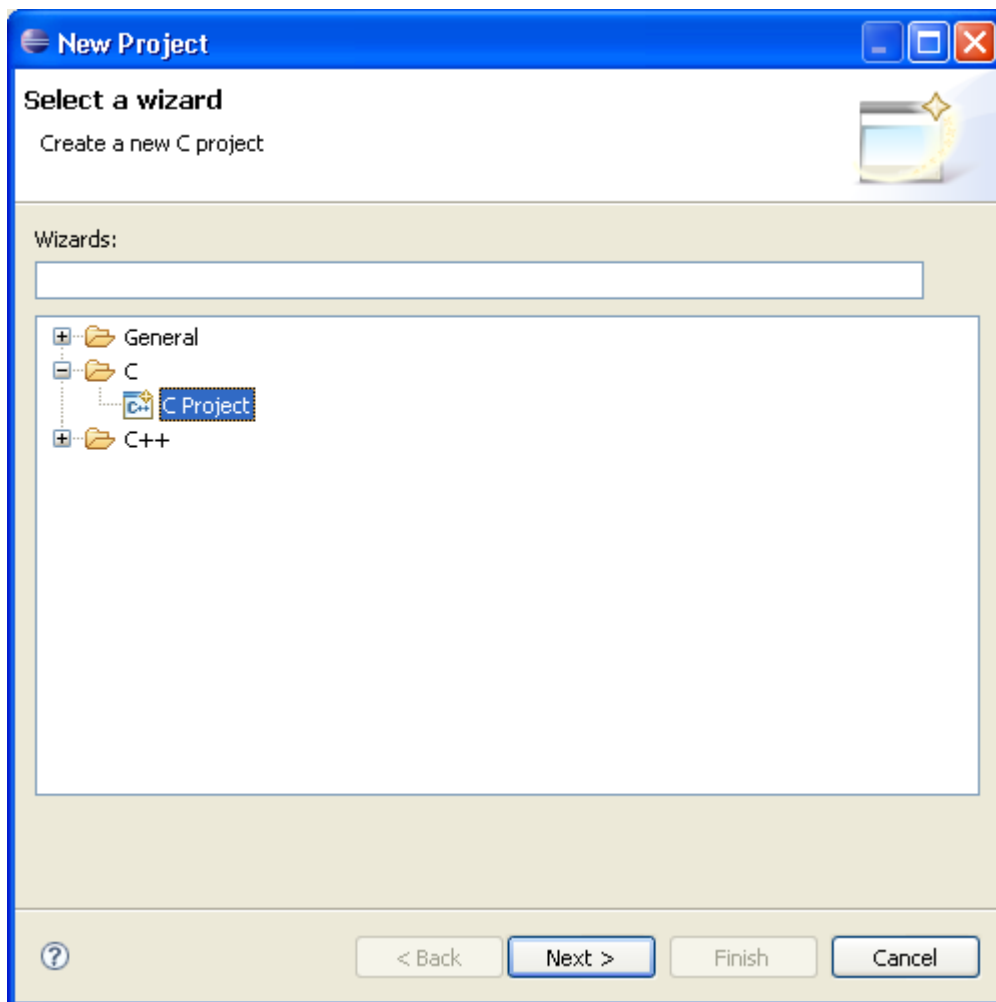 New Project
Select a wizard
Create a new C project
Wizards:
General
C
C++ C Project
C++
< Back Next > Finish Cancel